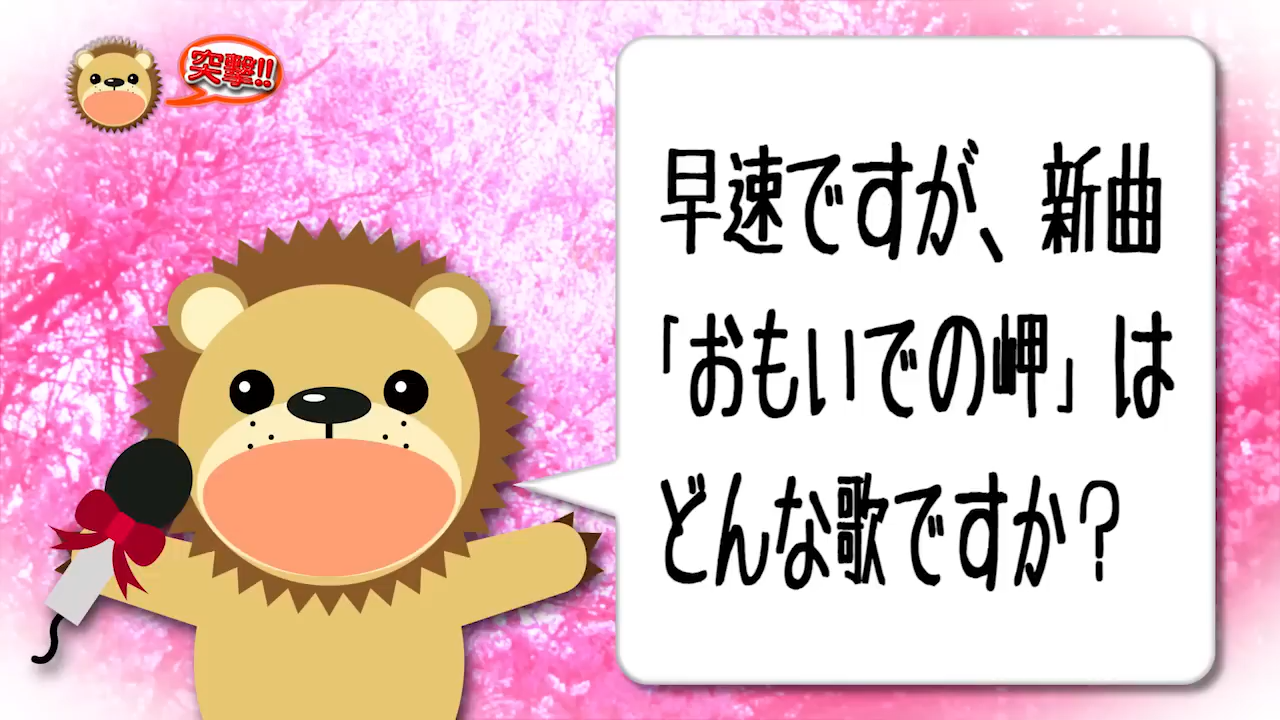 突撃!!
早速ですが、新曲
「おもいでの岬」は
どんな歌ですか？